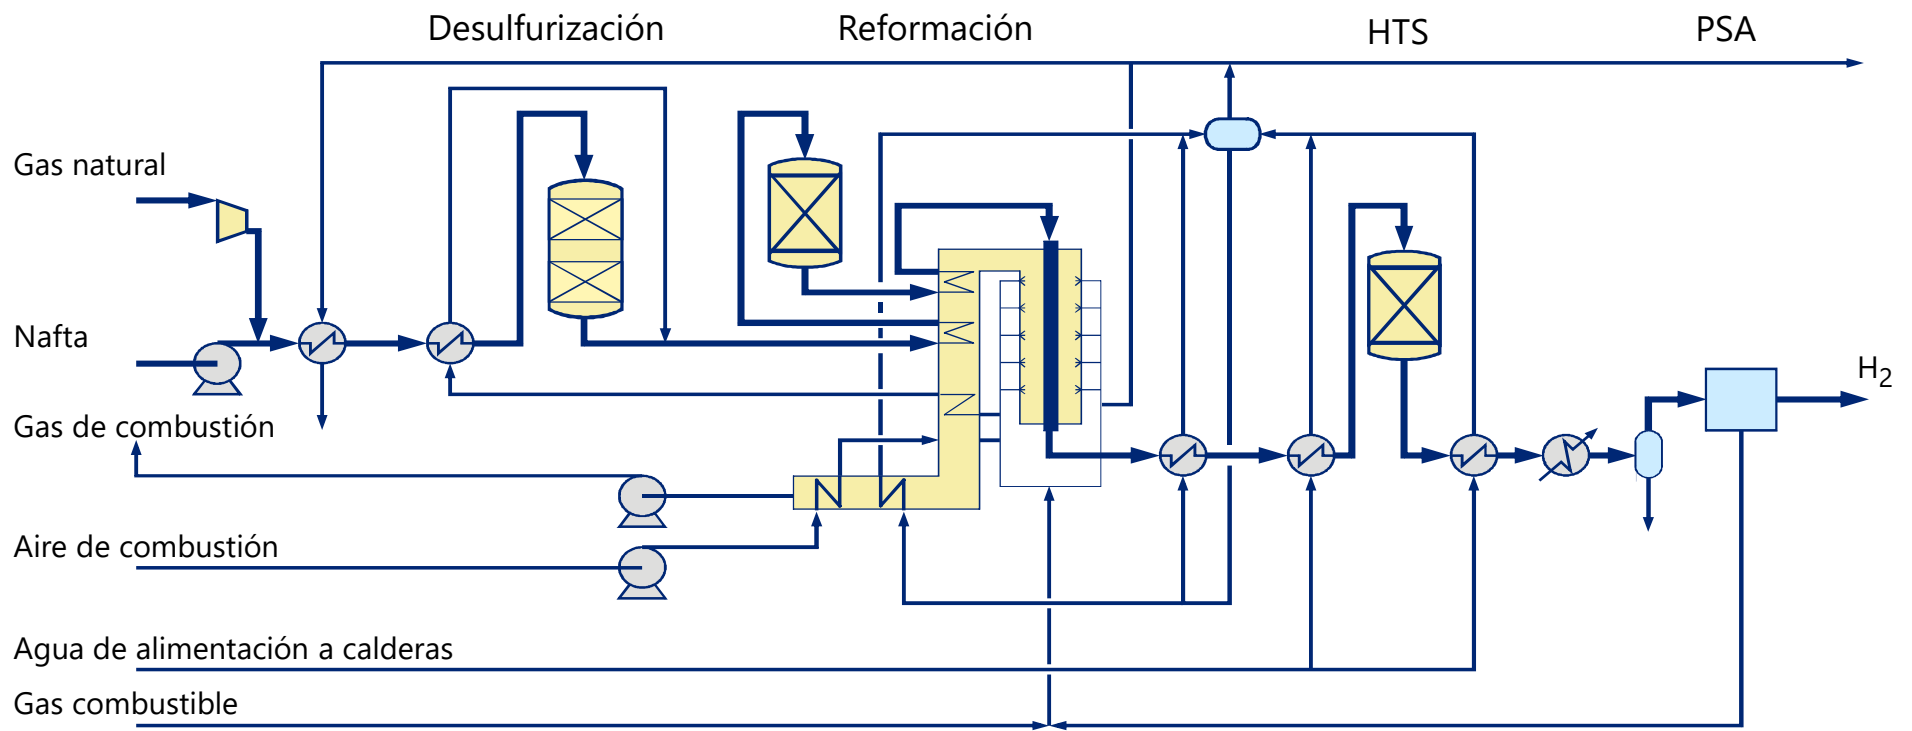 Desulfurización
Reformación
HTS
PSA
Gas natural
Nafta
H2
Gas de combustión
Aire de combustión
Agua de alimentación a calderas
Gas combustible